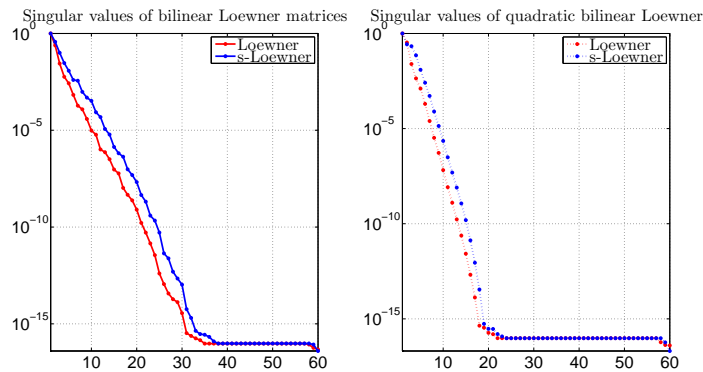 Singular values of bilinear Loewner matrices
10^0
10^-5
10^-10
10^-15
Loewner
s-Loewner
10 20 30 40 50 60
Singular values of quadratic bilinear Loewner
10^0
10^-5
10^-10
10^-15
Loewner
s-Loewner
10 20 30 40 50 60